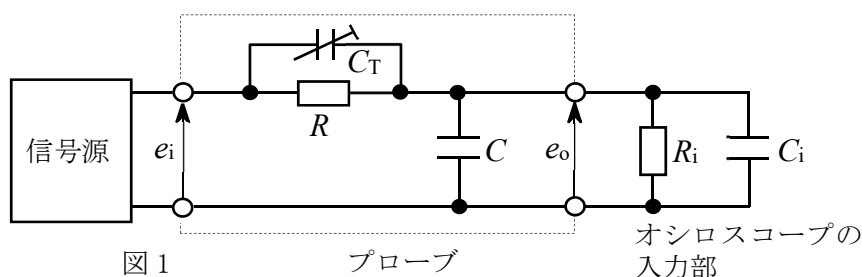 C_T
信号源
e_i
R
C
e_o
R_i
C_i
図 1
プローブ
オシロスコープの
入力部